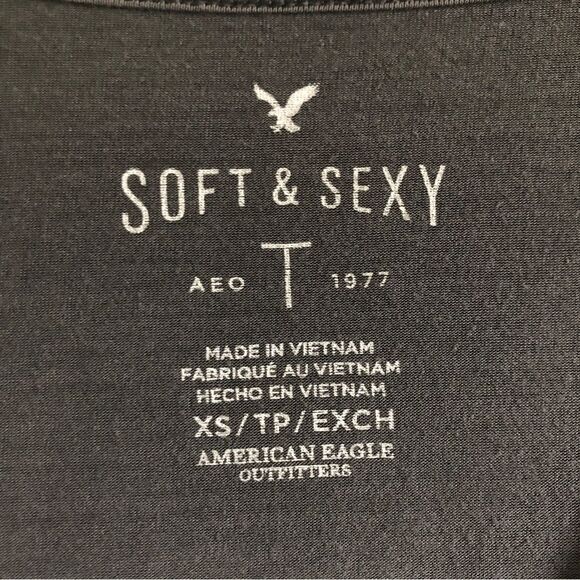 SOFT & SEXY
AEO T 1977
MADE IN VIETNAM
FABRIQUÉ AU VIETNAM
HECHO EN VIETNAM
XS/TP/EXCH
AMERICAN EAGLE
OUTFITTERS